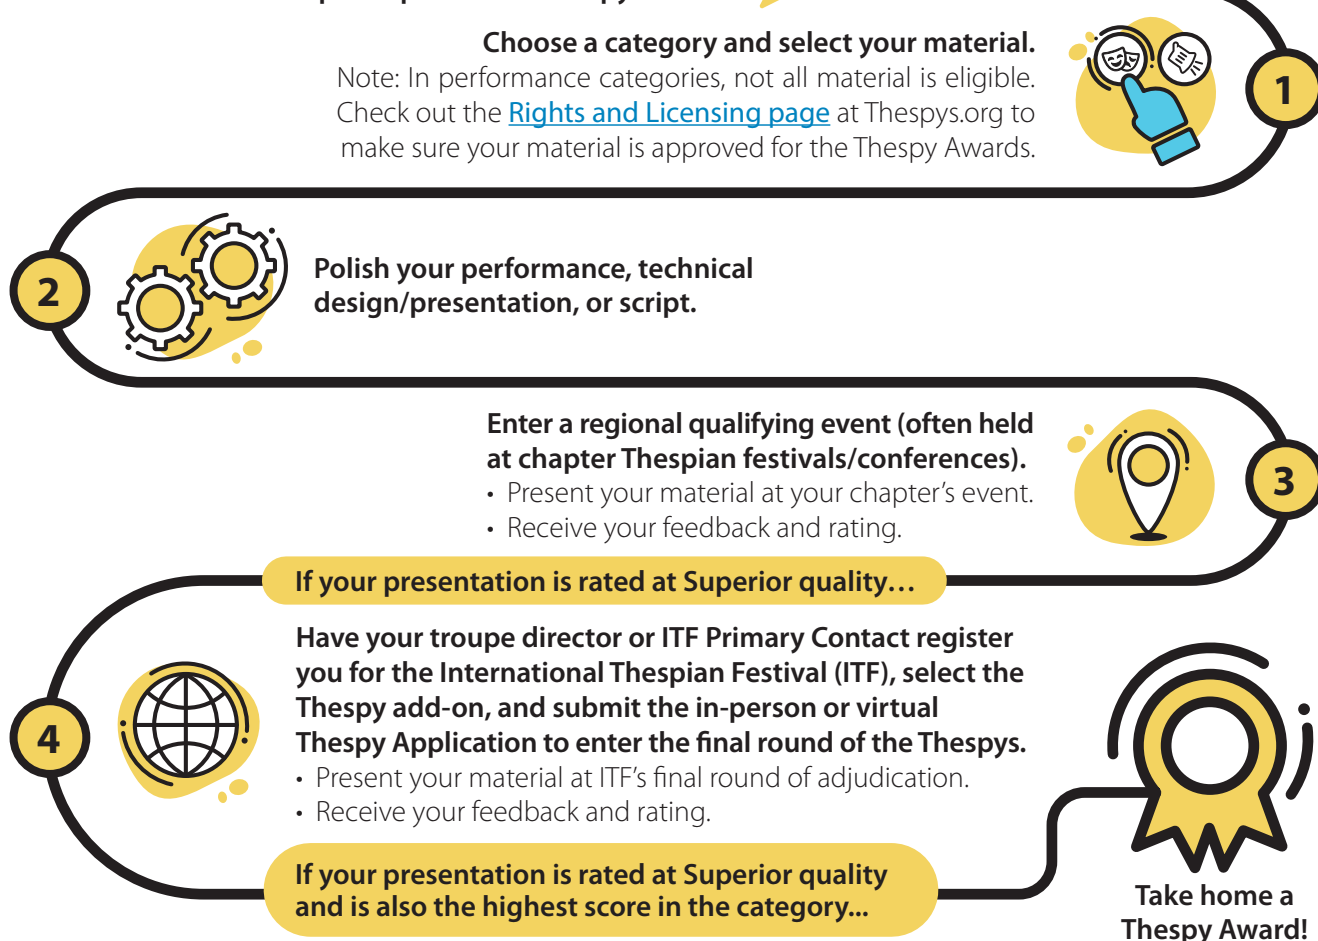 Choose a category and select your material.
Note: In performance categories, not all material is eligible.
Check out the Rights and Licensing page at Thespys.org to
make sure your material is approved for the Thespy Awards.
1
2
Polish your performance, technical
design/presentation, or script.
Enter a regional qualifying event (often held
at chapter Thespian festivals/conferences).
• Present your material at your chapter’s event.
• Receive your feedback and rating.
3
If your presentation is rated at Superior quality…
4
Have your troupe director or ITF Primary Contact register
you for the International Thespian Festival (ITF), select the
Thespy add-on, and submit the in-person or virtual
Thespy Application to enter the final round of the Thespys.
• Present your material at ITF’s final round of adjudication.
• Receive your feedback and rating.
If your presentation is rated at Superior quality
and is also the highest score in the category...
Take home a
Thespy Award!